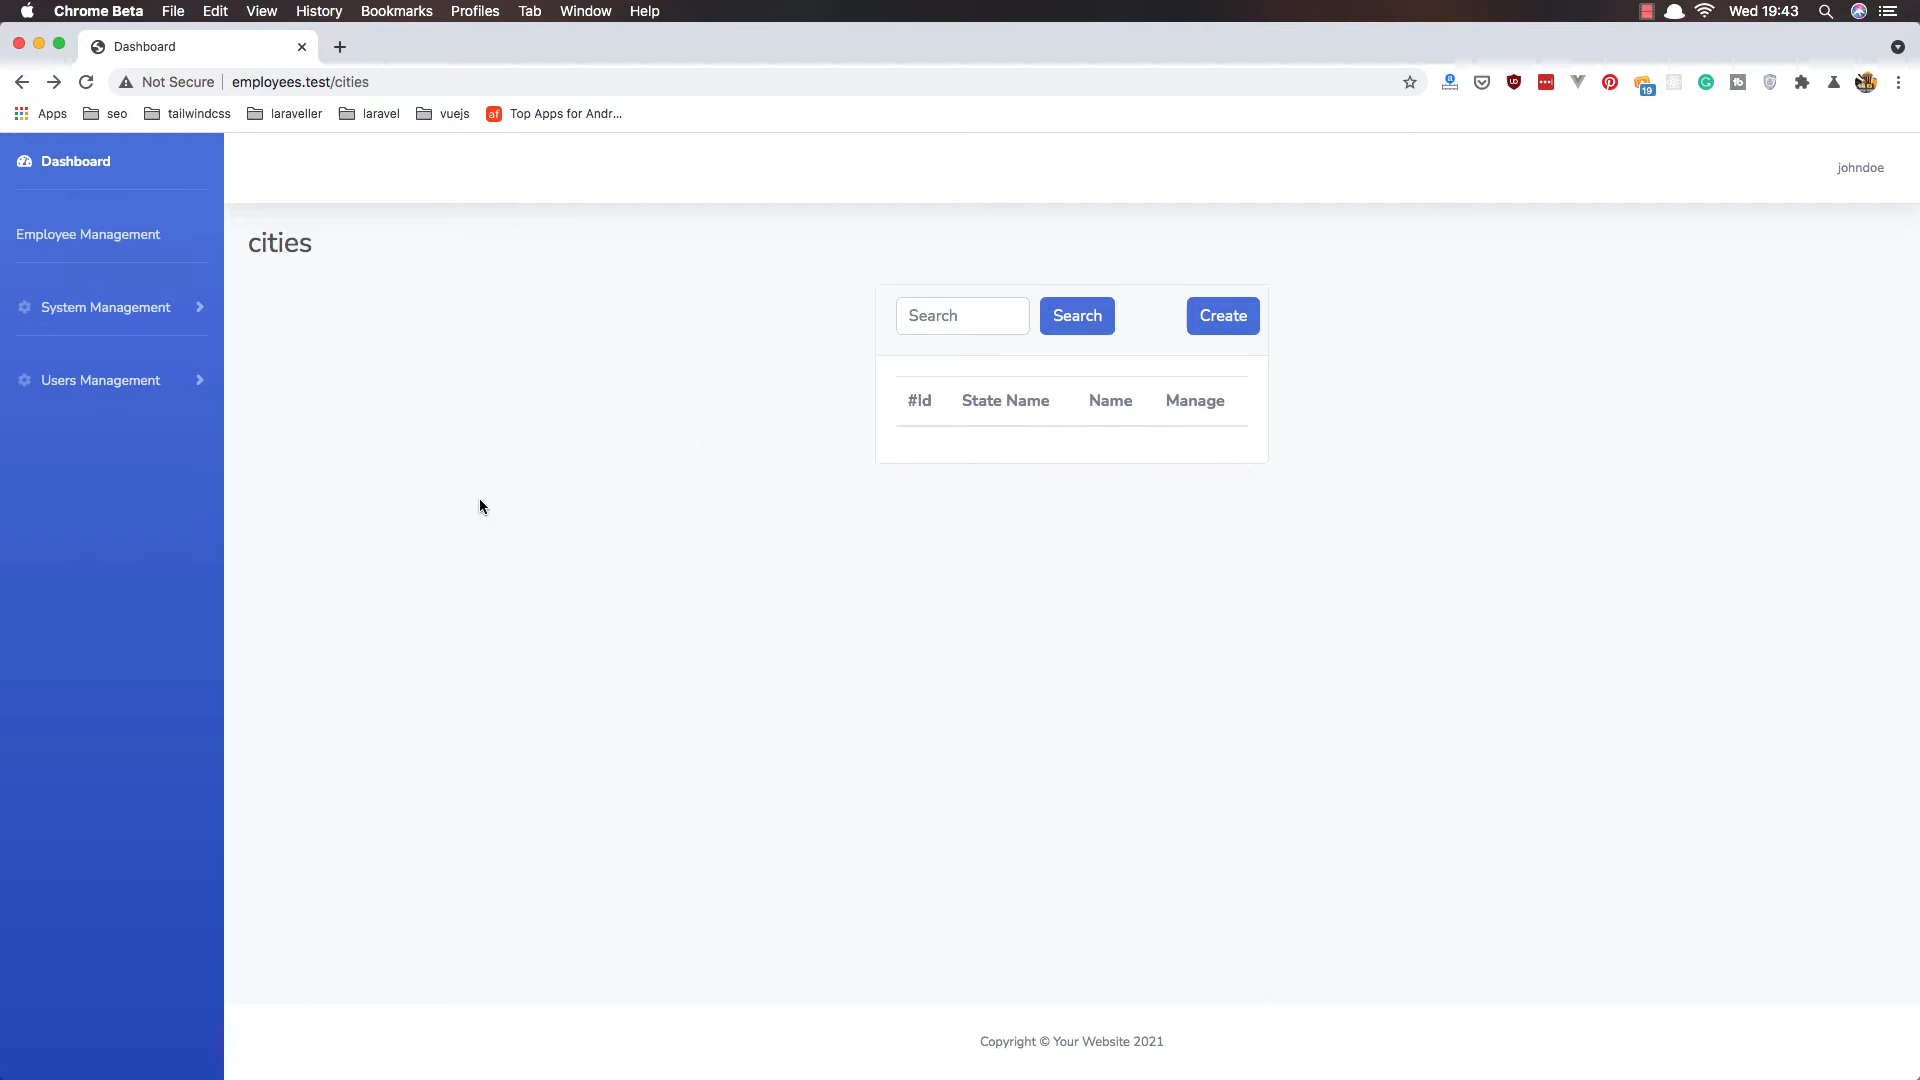 Chrome Beta File Edit View History Bookmarks Profiles Tab Window Help Wed 19:43
Dashboard
Not Secure employees.test/cities 19
Apps seo tailwindcss laraveller laravel vuejs af Top Apps for Andr...
Dashboard
johndoe
Employee Management
cities
System Management
Search Search Create
Users Management
#Id State Name Name Manage
Copyright © Your Website 2021